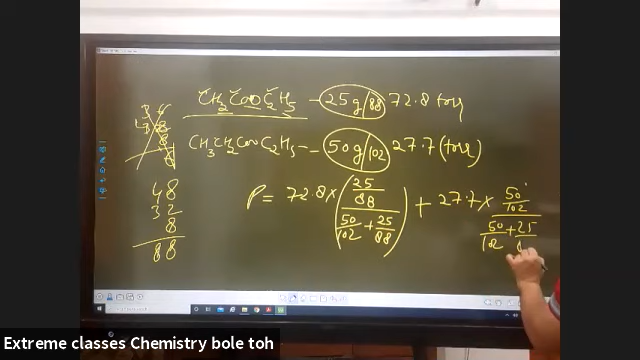 CH₃COOC₂H₅ — 25g/88 72.8 torr
CH₃CH₂COOC₂H₅ — 50g/102 27.7 (torr)
48
32
8
88
P = 72.8 × (25/88 / 50/102 + 25/88) + 27.7 × 50/102 / 50/102 + 25/8
Extreme classes Chemistry bole toh